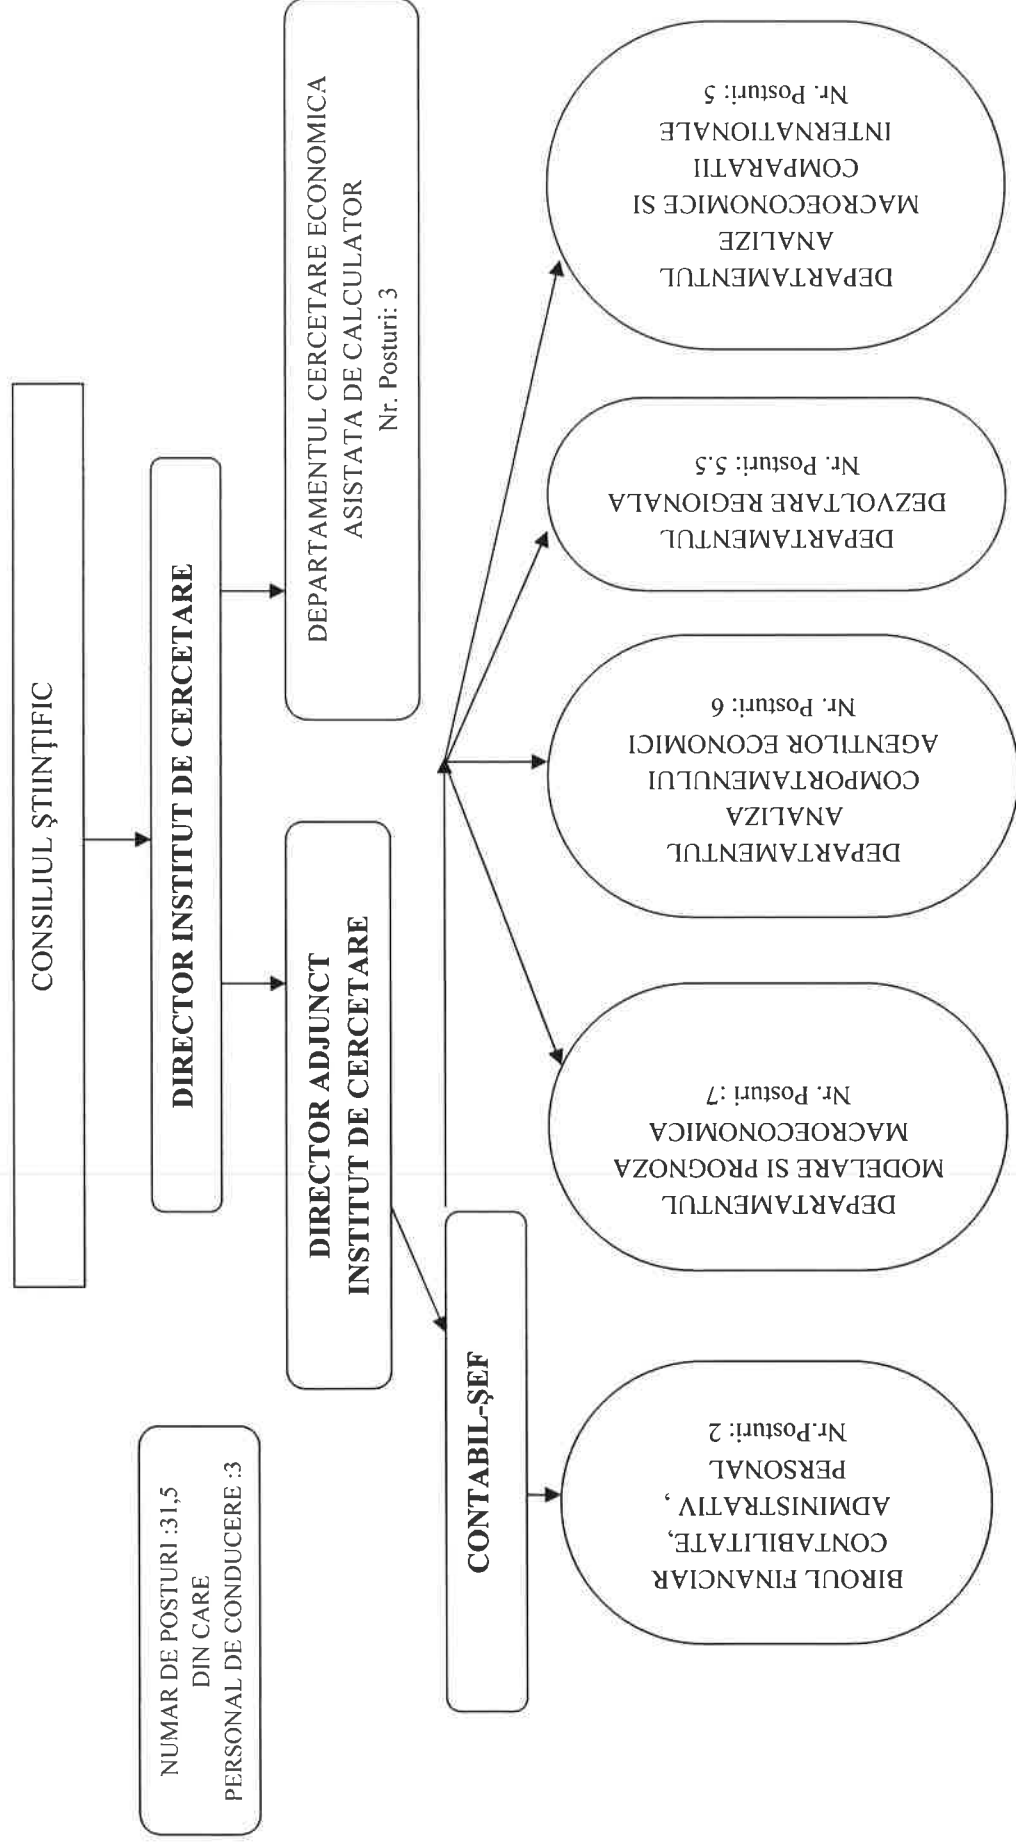 CONSILIUL ŞTIINŢIFIC
DIRECTOR INSTITUT DE CERCETARE
NUMAR DE POSTURI :31,5
DIN CARE
PERSONAL DE CONDUCERE :3
DIRECTOR ADJUNCT
INSTITUT DE CERCETARE
DEPARTAMENTUL CERCETARE ECONOMICA
ASISTATA DE CALCULATOR
Nr. Posturi: 3
CONTABIL-ŞEF
BIROUL FINANCIAR
CONTABILITATE,
ADMINISTRATIV ,
PERSONAL
Nr.Posturi: 2
DEPARTAMENTUL
MODELARE SI PROGNOZA
MACROECONOMICA
Nr. Posturi :7
DEPARTAMENTUL
ANALIZA
COMPORTAMENULUI
AGENTILOR ECONOMICI
Nr. Posturi: 6
DEPARTAMENTUL
DEZVOLTARE REGIONALA
Nr. Posturi: 5.5
DEPARTAMENTUL
ANALIZE
MACROECONOMICE SI
COMPARATII
INTERNATIONALE
Nr. Posturi: 5